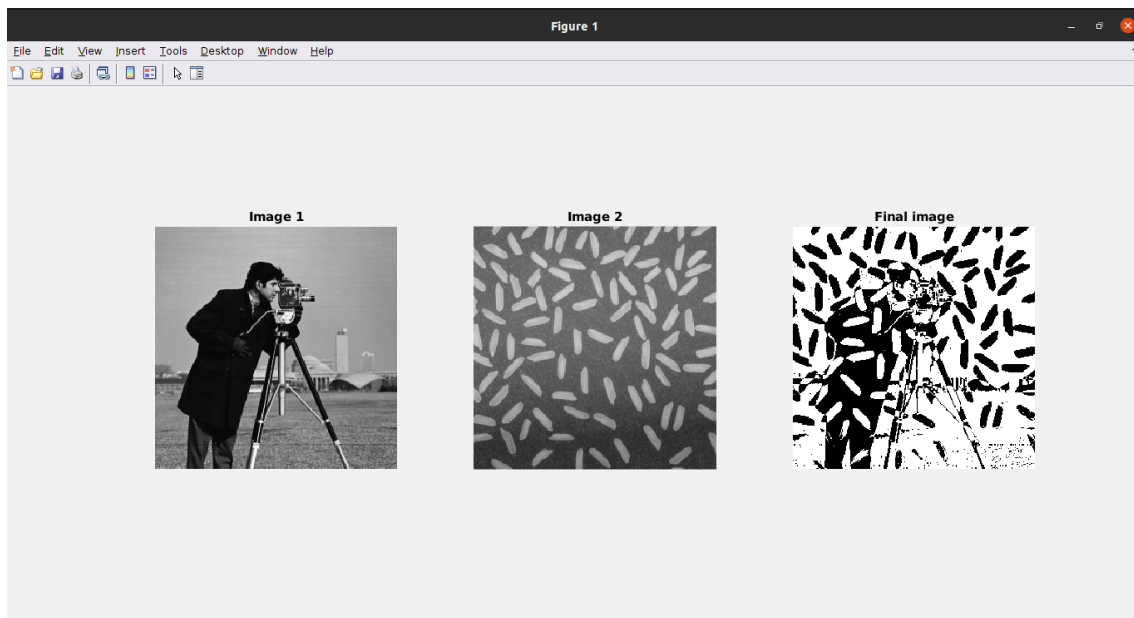 Figure 1
File Edit View Insert Tools Desktop Window Help
Image 1 Image 2 Final image